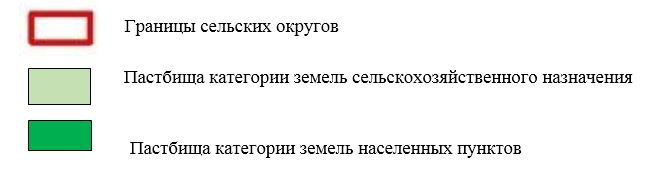 Границы сельских округов
Пастбища категории земель сельскохозяйственного назначения
Пастбища категории земель населенных пунктов